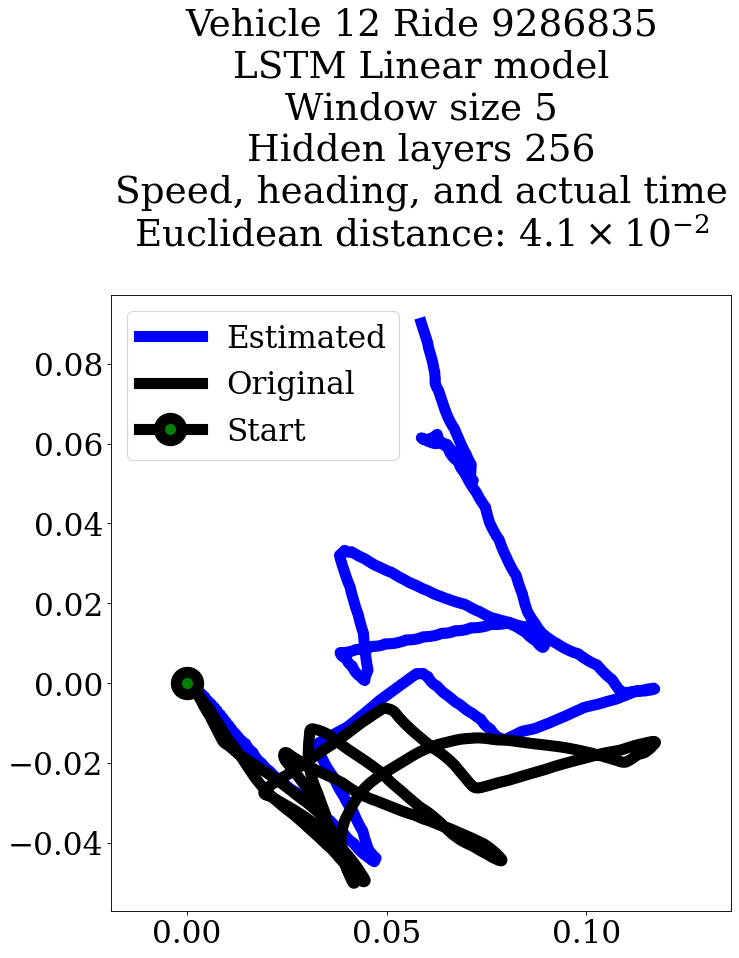 Vehicle 12 Ride 9286835
LSTM Linear model
Window size 5
Hidden layers 256
Speed, heading, and actual time
Euclidean distance: 4.1 × 10⁻²
Estimated
Original
Start
0.08
0.06
0.04
0.02
0.00
−0.02
−0.04
0.00 0.05 0.10